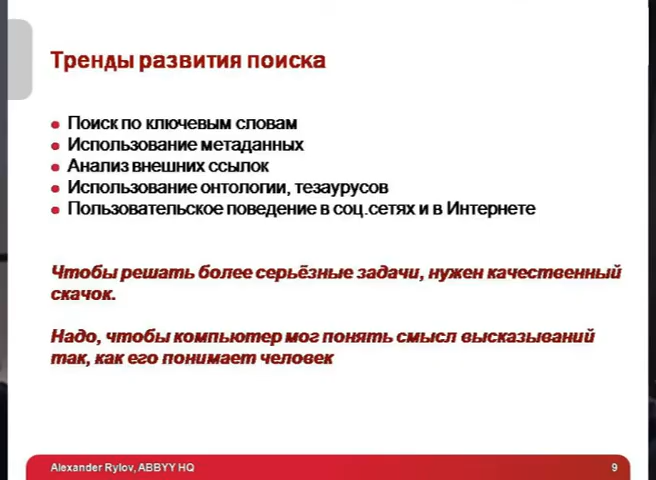 Тренды развития поиска
Поиск по ключевым словам
Использование метаданных
Анализ внешних ссылок
Использование онтологии, тезаурусов
Пользовательское поведение в соц.сетях и в Интернете
Чтобы решать более серьёзные задачи, нужен качественный
скачок.
Надо, чтобы компьютер мог понять смысл высказываний
так, как его понимает человек
Alexander Rylov, ABBYY HQ
9